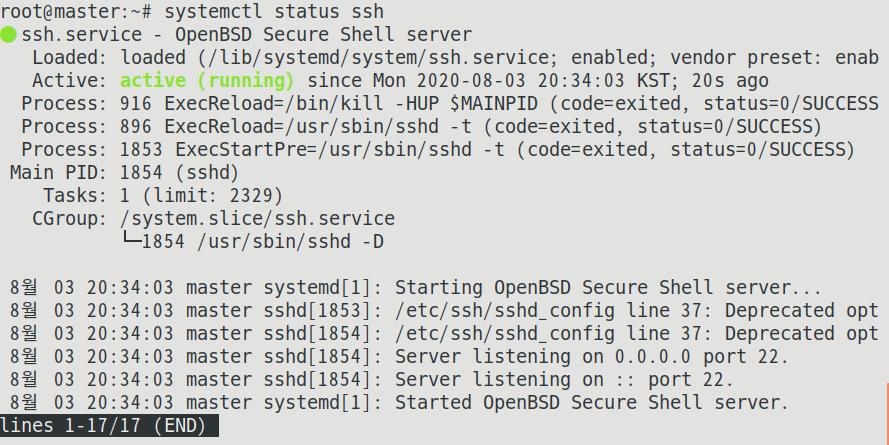 root@master:~# systemctl status ssh
● ssh.service - OpenBSD Secure Shell server
   Loaded: loaded (/lib/systemd/system/ssh.service; enabled; vendor preset: enab
   Active: active (running) since Mon 2020-08-03 20:34:03 KST; 20s ago
  Process: 916 ExecReload=/bin/kill -HUP $MAINPID (code=exited, status=0/SUCCESS
  Process: 896 ExecReload=/usr/sbin/sshd -t (code=exited, status=0/SUCCESS)
  Process: 1853 ExecStartPre=/usr/sbin/sshd -t (code=exited, status=0/SUCCESS)
 Main PID: 1854 (sshd)
    Tasks: 1 (limit: 2329)
   CGroup: /system.slice/ssh.service
           └─1854 /usr/sbin/sshd -D

 8월 03 20:34:03 master systemd[1]: Starting OpenBSD Secure Shell server...
 8월 03 20:34:03 master sshd[1853]: /etc/ssh/sshd_config line 37: Deprecated opt
 8월 03 20:34:03 master sshd[1854]: /etc/ssh/sshd_config line 37: Deprecated opt
 8월 03 20:34:03 master sshd[1854]: Server listening on 0.0.0.0 port 22.
 8월 03 20:34:03 master sshd[1854]: Server listening on :: port 22.
 8월 03 20:34:03 master systemd[1]: Started OpenBSD Secure Shell server.
lines 1-17/17 (END)